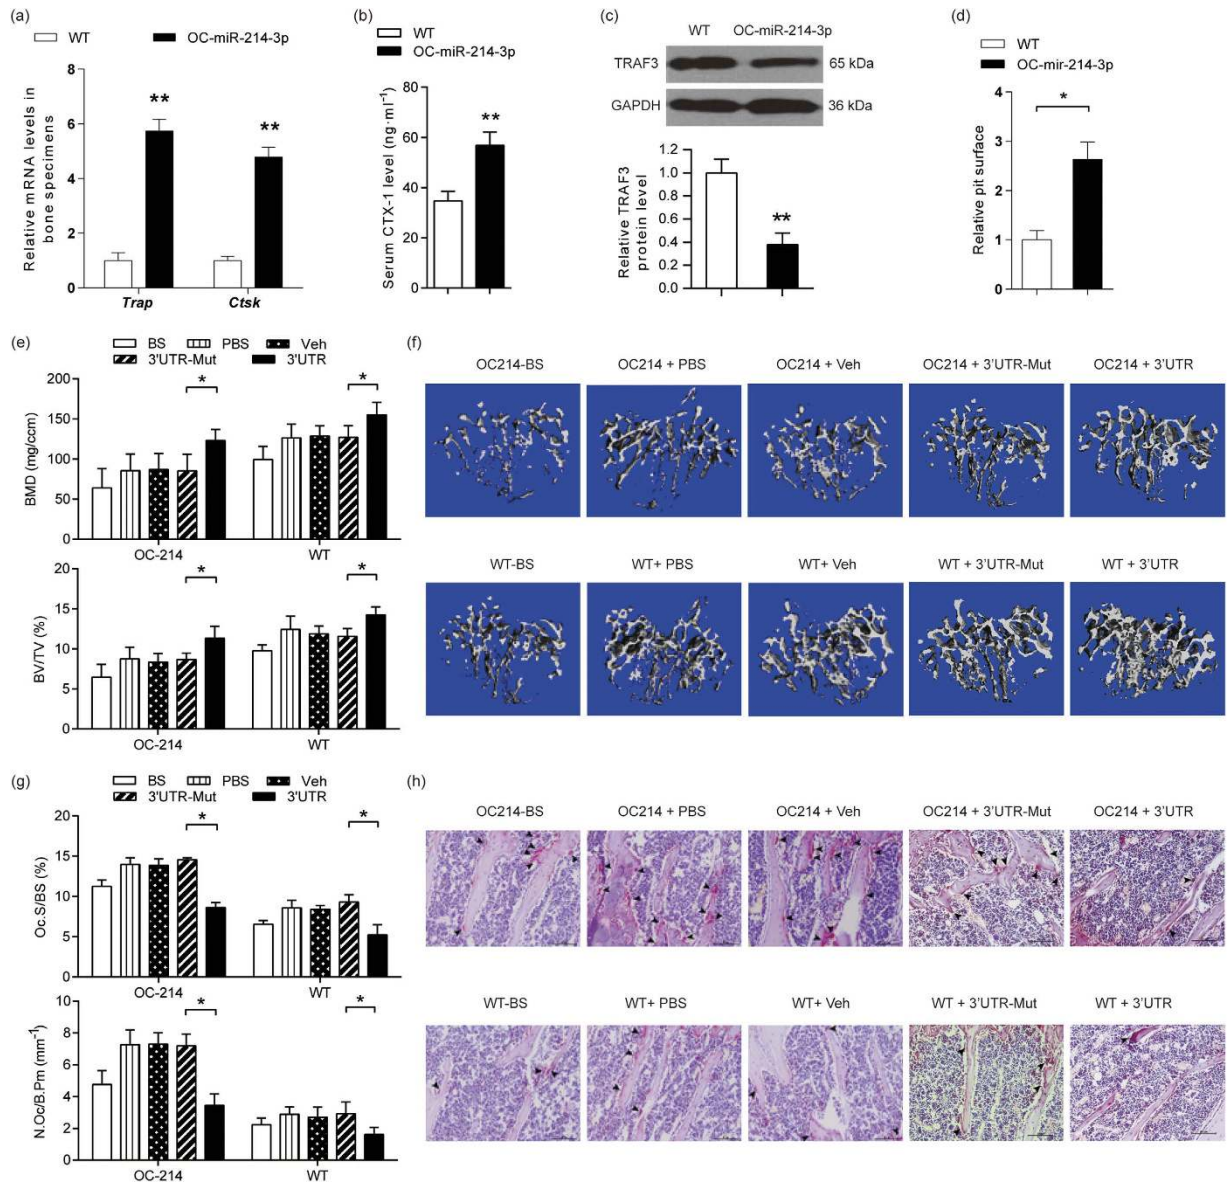 (a)
WT OC-miR-214-3p
Relative mRNA levels in
bone specimens
8
6
4
2
0
** **
Trap Ctsk
(b)
WT
OC-miR-214-3p
Serum CTX-1 level (ng·ml⁻¹)
80
60
40
20
0
**
(c)
WT OC-miR-214-3p
TRAF3 65 kDa
GAPDH 36 kDa
Relative TRAF3
protein level
1.2
1.0
0.8
0.6
0.4
0.2
0.0
**
(d)
WT
OC-mir-214-3p
Relative pit surface
4
3
2
1
0
*
(e)
BS PBS Veh
3'UTR-Mut 3'UTR
BMD (mg/ccm)
200
150
100
50
0
* *
OC-214 WT
BV/TV (%)
20
15
10
5
0
* *
OC-214 WT
(f)
OC214-BS OC214 + PBS OC214 + Veh OC214 + 3'UTR-Mut OC214 + 3'UTR
WT-BS WT+ PBS WT+ Veh WT + 3'UTR-Mut WT + 3'UTR
(g)
BS PBS Veh
3'UTR-Mut 3'UTR
Oc.S/BS (%)
20
15
10
5
0
* *
OC-214 WT
N.Oc/B.Pm (mm⁻¹)
10
8
6
4
2
0
* *
OC-214 WT
(h)
OC214-BS OC214 + PBS OC214 + Veh OC214 + 3'UTR-Mut OC214 + 3'UTR
WT-BS WT+ PBS WT+ Veh WT + 3'UTR-Mut WT + 3'UTR